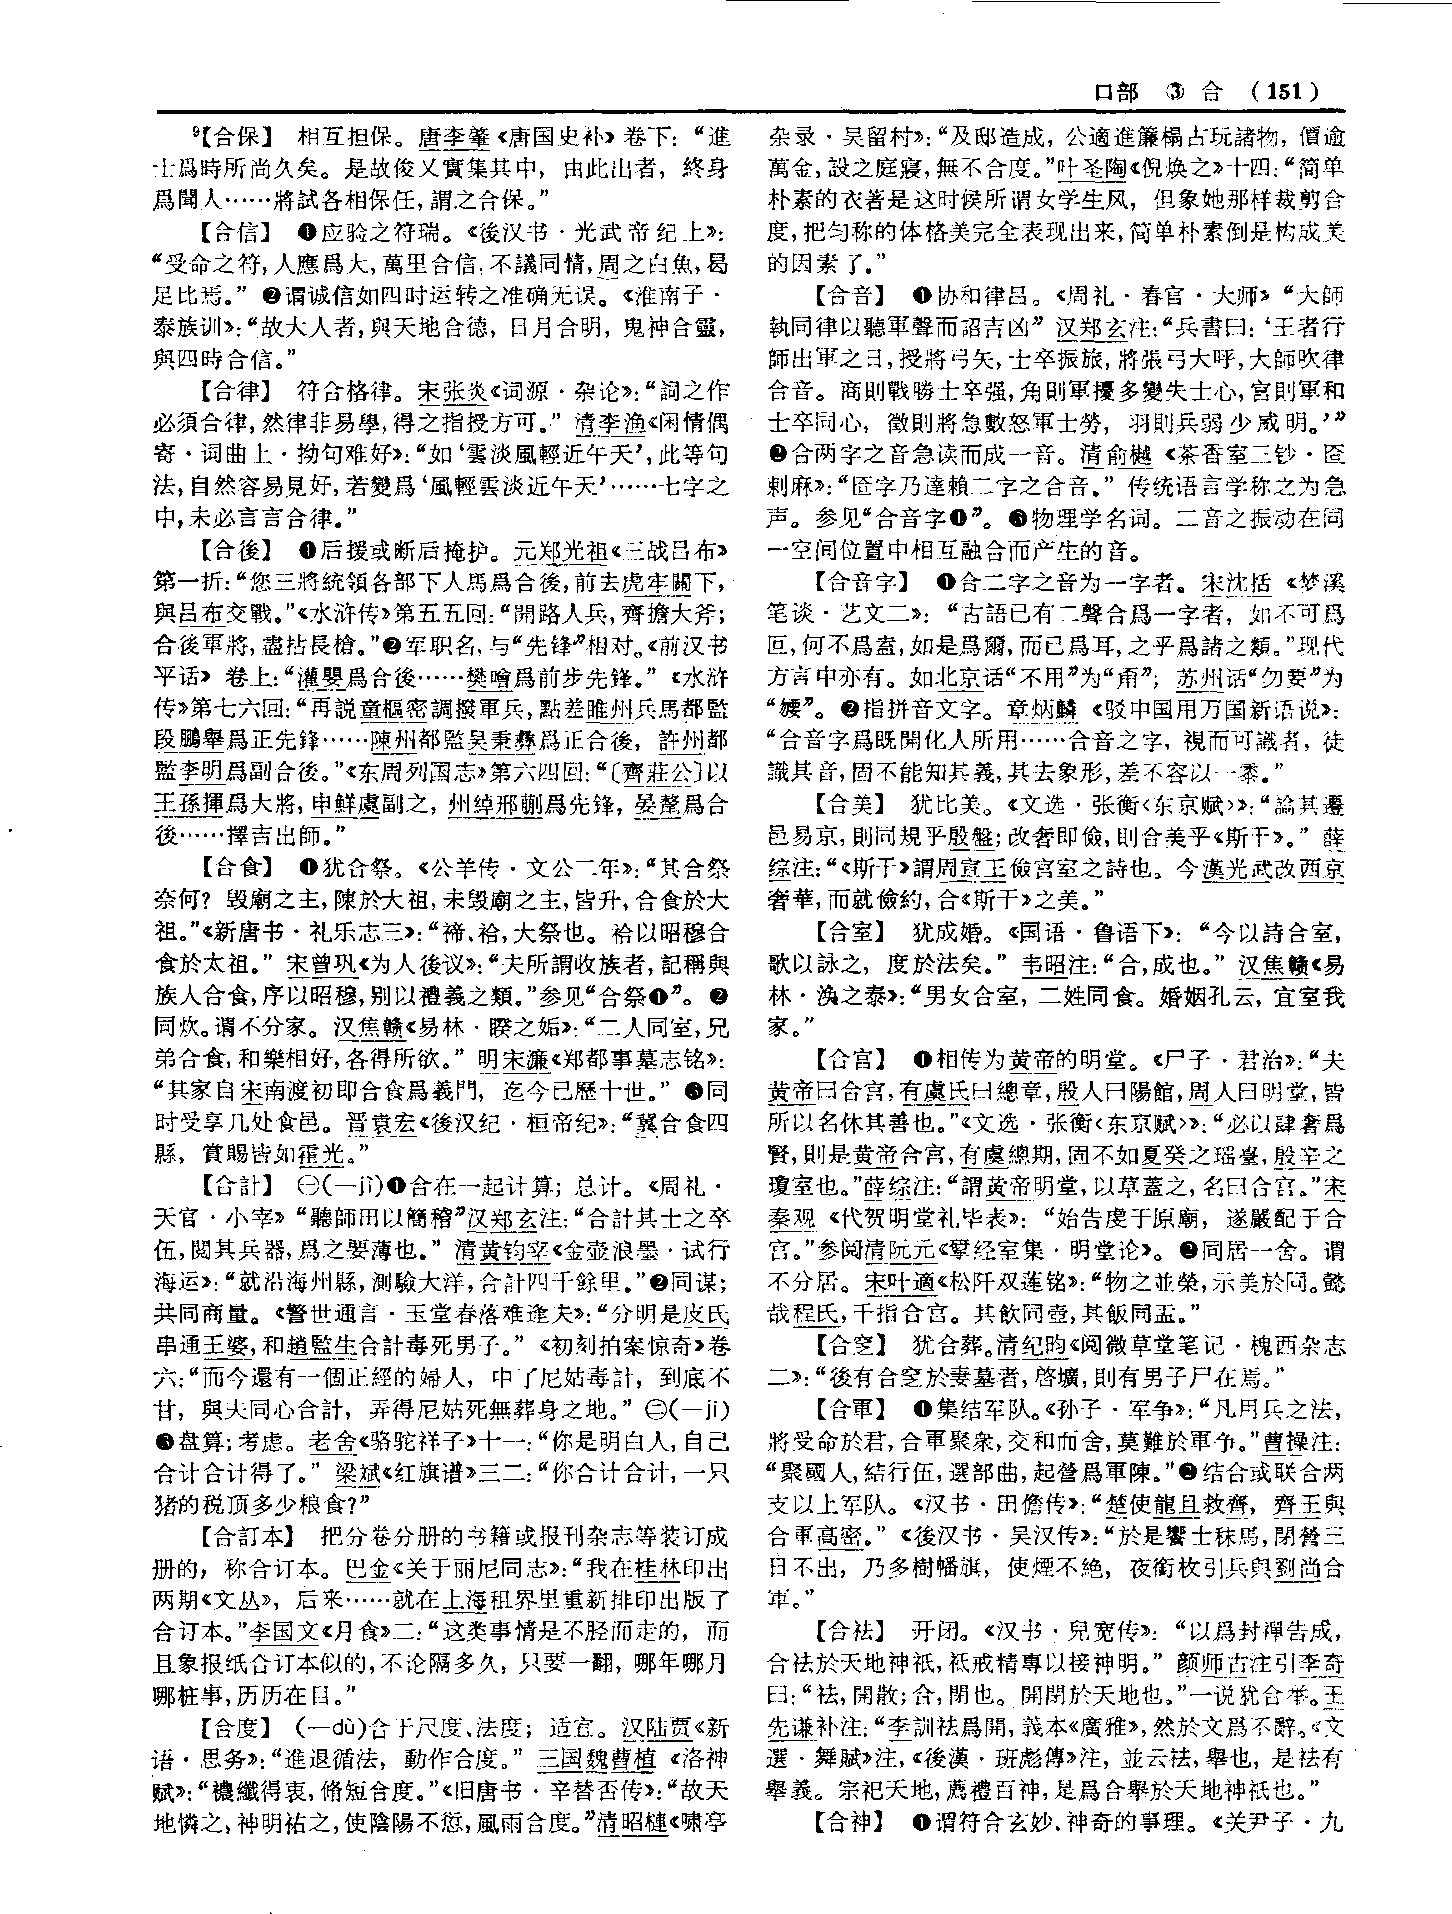 口部 ③ 合 (151)
⁹【合保】 相互担保。唐李肇《唐国史补》卷下：“進
士爲時所尚久矣。是故俊乂實集其中，由此出者，終身
爲聞人……將試各相保任，謂之合保。”
【合信】 ❶应验之符瑞。《後汉书·光武帝纪上》：
“受命之符，人應爲大，萬里合信，不議同情，周之白魚，曷
足比焉。”❷谓诚信如四时运转之准确无误。《淮南子·
泰族训》：“故大人者，與天地合德，日月合明，鬼神合靈，
與四時合信。”
【合律】 符合格律。宋张炎《词源·杂论》：“詞之作
必須合律，然律非易學，得之指授方可。”清李渔《闲情偶
寄·词曲上·拗句难好》：“如‘雲淡風輕近午天’，此等句
法，自然容易見好，若變爲‘風輕雲淡近午天’……七字之
中，未必言言合律。”
【合後】 ❶后援或断后掩护。元郑光祖《三战吕布》
第一折：“您三將統領各部下人馬爲合後，前去虎牢關下，
與吕布交戰。”《水浒传》第五五回：“開路人兵，齊擔大斧；
合後軍將，盡拈長槍。”❷军职名，与“先锋”相对。《前汉书
平话》卷上：“灌嬰爲合後……樊噲爲前步先锋。”《水浒
传》第七六回：“再説童樞密調撥軍兵，點差睢州兵馬都監
段鵬舉爲正先鋒……陳州都監吴秉彝爲正合後，許州都
監李明爲副合後。”《东周列国志》第六四回：“〔齊莊公〕以
王孫揮爲大將，申鮮虞副之，州綽邢蒯爲先鋒，晏氂爲合
後……擇吉出師。”
【合食】 ❶犹合祭。《公羊传·文公二年》：“其合祭
奈何？毁廟之主，陳於大祖，未毁廟之主，皆升，合食於大
祖。”《新唐书·礼乐志三》：“禘、祫，大祭也。祫以昭穆合
食於太祖。”宋曾巩《为人後议》：“夫所謂收族者，記稱與
族人合食，序以昭穆，别以禮義之類。”参见“合祭❶”。❷
同炊。谓不分家。汉焦赣《易林·睽之姤》：“二人同室，兄
弟合食，和樂相好，各得所欲。”明宋濂《郑都事墓志铭》：
“其家自宋南渡初即合食爲義門，迄今已歷十世。”❸同
时受享几处食邑。晋袁宏《後汉纪·桓帝纪》：“冀合食四
縣，賞賜皆如霍光。”
【合計】 ㊀(—jì)❶合在一起计算；总计。《周礼·
天官·小宰》“聽師田以簡稽”汉郑玄注：“合計其士之卒
伍，閲其兵器，爲之要簿也。”清黄钧宰《金壶浪墨·试行
海运》：“就沿海州縣，測驗大洋，合計四千餘里。”❷同谋；
共同商量。《警世通言·玉堂春落难逢夫》：“分明是皮氏
串通王婆，和趙監生合計毒死男子。”《初刻拍案惊奇》卷
六：“而今還有一個正經的婦人，中了尼姑毒計，到底不
甘，與夫同心合計，弄得尼姑死無葬身之地。”㊁(—ji)
❸盘算；考虑。老舍《骆驼祥子》十一：“你是明白人，自己
合计合计得了。”梁斌《红旗谱》三二：“你合计合计，一只
猪的税顶多少粮食？”
【合訂本】 把分卷分册的书籍或报刊杂志等装订成
册的，称合订本。巴金《关于丽尼同志》：“我在桂林印出
两期《文丛》，后来……就在上海租界里重新排印出版了
合订本。”李国文《月食》二：“这类事情是不胫而走的，而
且象报纸合订本似的，不论隔多久，只要一翻，哪年哪月
哪桩事，历历在目。”
【合度】 (—dù)合于尺度、法度；适宜。汉陆贾《新
语·思务》：“進退循法，動作合度。”三国魏曹植《洛神
赋》：“禯纖得衷，脩短合度。”《旧唐书·辛替否传》：“故天
地憐之，神明祐之，使陰陽不愆，風雨合度。”清昭槤《啸亭
杂录·吴留村》：“及邸造成，公適進簾榻古玩諸物，價逾
萬金，設之庭寢，無不合度。”叶圣陶《倪焕之》十四：“简单
朴素的衣著是这时候所谓女学生风，但象她那样裁剪合
度，把匀称的体格美完全表现出来，简单朴素倒是构成美
的因素了。”
【合音】 ❶协和律吕。《周礼·春官·大师》“大師
執同律以聽軍聲而詔吉凶”汉郑玄注：“兵書曰：‘王者行
師出軍之日，授將弓矢，士卒振旅，將張弓大呼，大師吹律
合音。商則戰勝士卒强，角則軍擾多變失士心，宫則軍和
士卒同心，徵則將急數怒軍士勞，羽則兵弱少威明。’”
❷合两字之音急读而成一音。清俞樾《茶香室三钞·叵
剌麻》：“叵字乃達賴二字之合音。”传统语言学称之为急
声。参见“合音字❶”。❸物理学名词。二音之振动在同
一空间位置中相互融合而产生的音。
【合音字】 ❶合二字之音为一字者。宋沈括《梦溪
笔谈·艺文二》：“古語已有二聲合爲一字者，如不可爲
叵，何不爲盍，如是爲爾，而已爲耳，之乎爲諸之類。”现代
方言中亦有。如北京话“不用”为“甭”；苏州话“勿要”为
“嫑”。❷指拼音文字。章炳麟《驳中国用万国新语说》：
“合音字爲既開化人所用……合音之字，視而可識者，徒
識其音，固不能知其義，其去象形，差不容以一黍。”
【合美】 犹比美。《文选·张衡〈东京赋〉》：“論其遷
邑易京，則同規乎殷盤；改奢即儉，則合美乎《斯干》。”薛
综注：“《斯干》謂周宣王儉宫室之詩也。今漢光武改西京
奢華，而就儉約，合《斯干》之美。”
【合室】 犹成婚。《国语·鲁语下》：“今以詩合室，
歌以詠之，度於法矣。”韦昭注：“合，成也。”汉焦赣《易
林·涣之泰》：“男女合室，二姓同食。婚姻孔云，宜室我
家。”
【合宫】 ❶相传为黄帝的明堂。《尸子·君治》：“夫
黄帝曰合宫，有虞氏曰總章，殷人曰陽館，周人曰明堂，皆
所以名休其善也。”《文选·张衡〈东京赋〉》：“必以肆奢爲
賢，則是黄帝合宫，有虞總期，固不如夏癸之瑶臺，殷辛之
瓊室也。”薛综注：“謂黄帝明堂，以草蓋之，名曰合宫。”宋
秦观《代贺明堂礼毕表》：“始告虔于原廟，遂嚴配于合
宫。”参阅清阮元《揅经室集·明堂论》。❷同居一舍。谓
不分居。宋叶適《松阡双莲铭》：“物之並榮，示美於同。懿
哉程氏，千指合宫。其飲同壺，其飯同盂。”
【合窆】 犹合葬。清纪昀《阅微草堂笔记·槐西杂志
二》：“後有合窆於妻墓者，啓壙，則有男子尸在焉。”
【合軍】 ❶集结军队。《孙子·军争》：“凡用兵之法，
將受命於君，合軍聚衆，交和而舍，莫難於軍争。”曹操注：
“聚國人，結行伍，選部曲，起營爲軍陳。”❷结合或联合两
支以上军队。《汉书·田儋传》：“楚使龍且救齊，齊王與
合軍高密。”《後汉书·吴汉传》：“於是饗士秣馬，閉營三
日不出，乃多樹幡旗，使煙不絶，夜銜枚引兵與劉尚合
軍。”
【合祛】 开闭。《汉书·兒宽传》：“以爲封禪告成，
合祛於天地神祇，祇戒精專以接神明。”颜师古注引李奇
曰：“祛，開散；合，閉也。開閉於天地也。”一说犹合举。王
先谦补注：“李訓祛爲開，義本《廣雅》，然於文爲不辭。《文
選·舞賦》注，《後漢·班彪傳》注，並云祛，舉也，是祛有
舉義。宗祀天地，薦禮百神，是爲合舉於天地神祇也。”
【合神】 ❶谓符合玄妙、神奇的事理。《关尹子·九